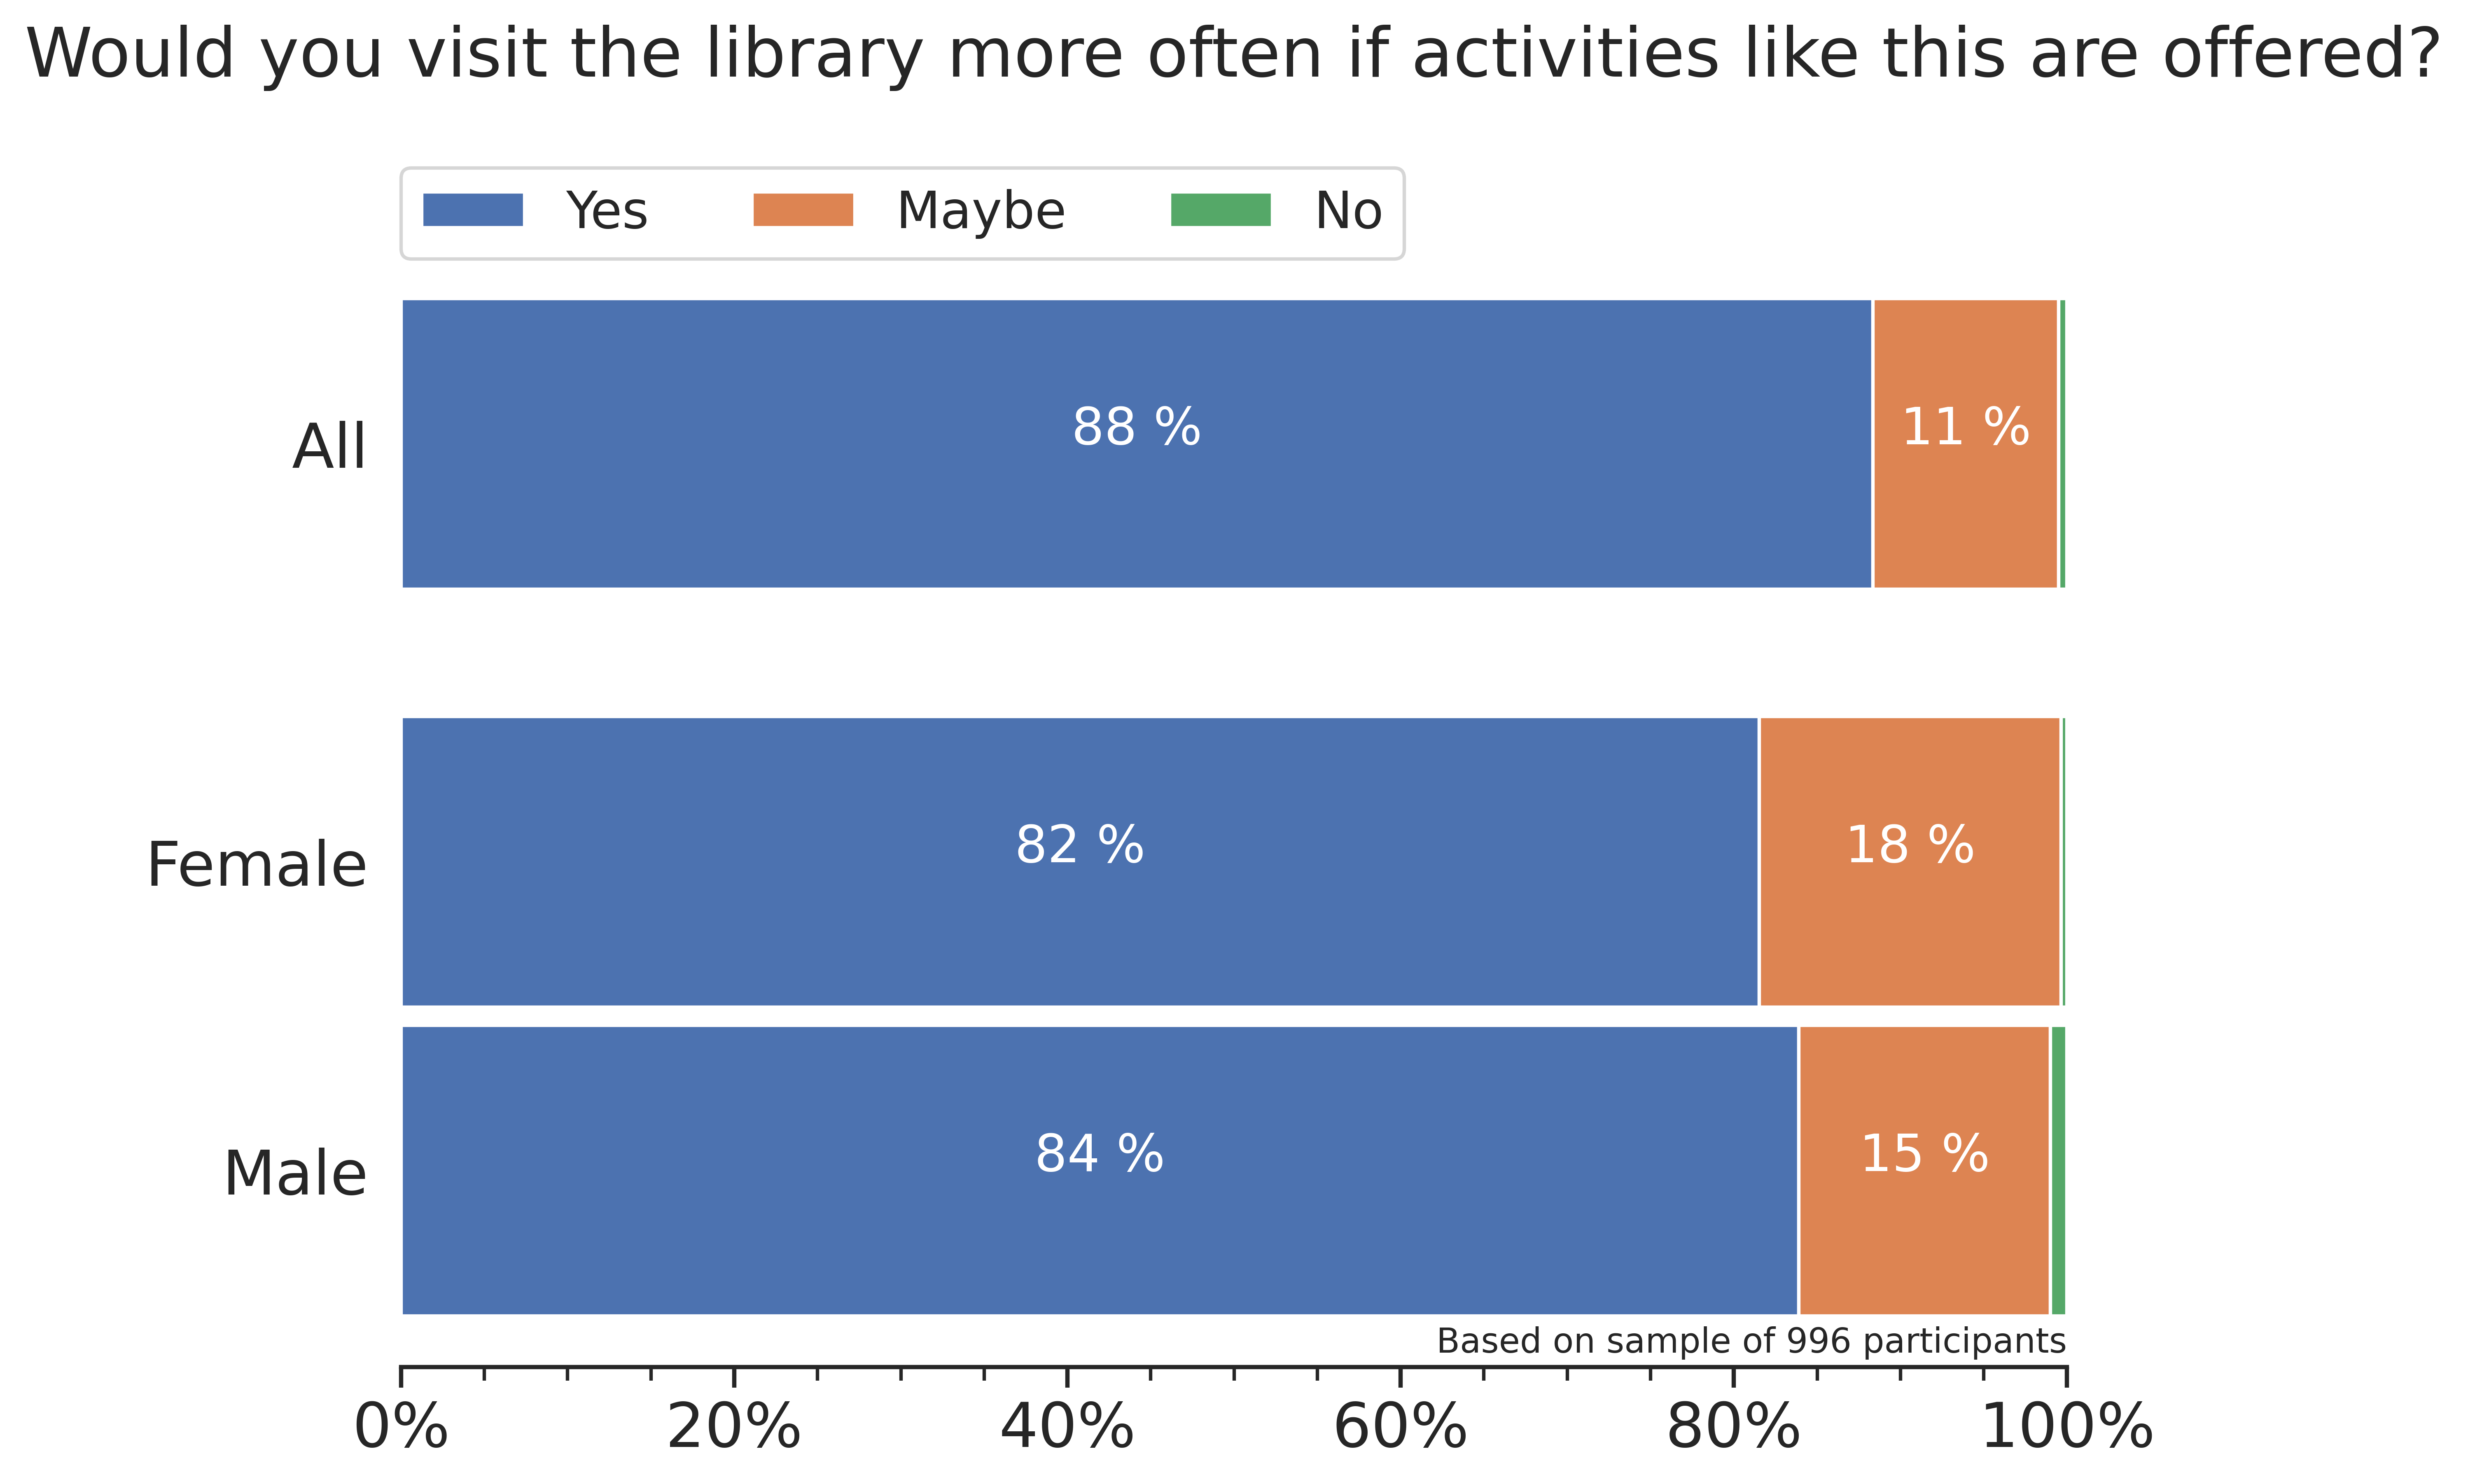 Would you visit the library more often if activities like this are offered?
Yes Maybe No
All 88 % 11 %
Female 82 % 18 %
Male 84 % 15 %
Based on sample of 996 participants
0% 20% 40% 60% 80% 100%